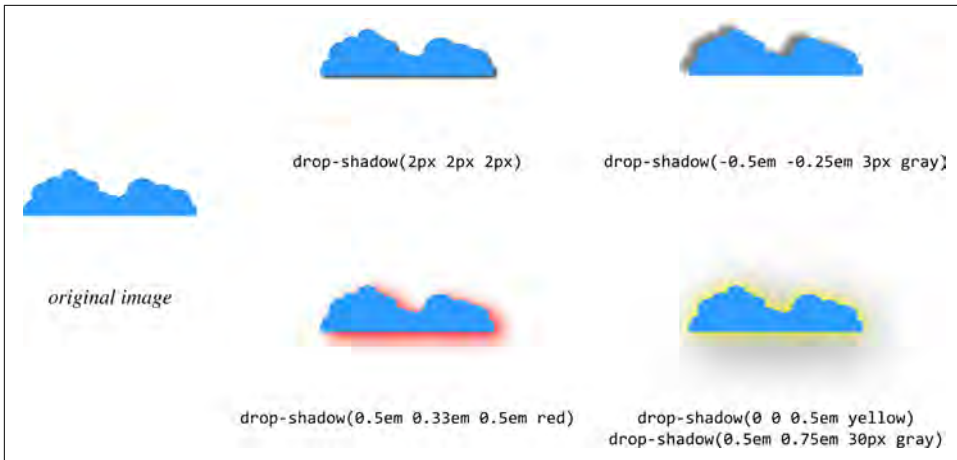 drop-shadow(2px 2px 2px)
drop-shadow(-0.5em -0.25em 3px gray)
original image
drop-shadow(0.5em 0.33em 0.5em red)
drop-shadow(0 0 0.5em yellow)
drop-shadow(0.5em 0.75em 30px gray)